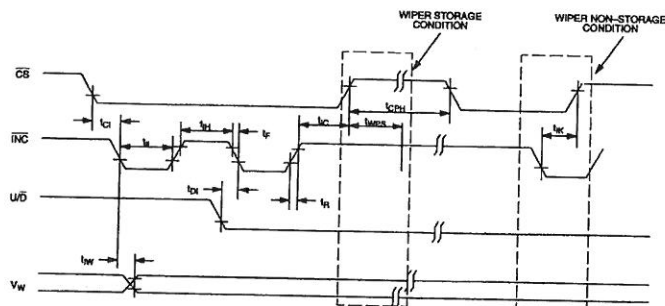 WIPER STORAGE
CONDITION
WIPER NON–STORAGE
CONDITION
CS
tCPH
tCI
tIH
tF
tIC
tWPS
tIK
INC
tIL
tDI
tR
U/D
tIW
VW